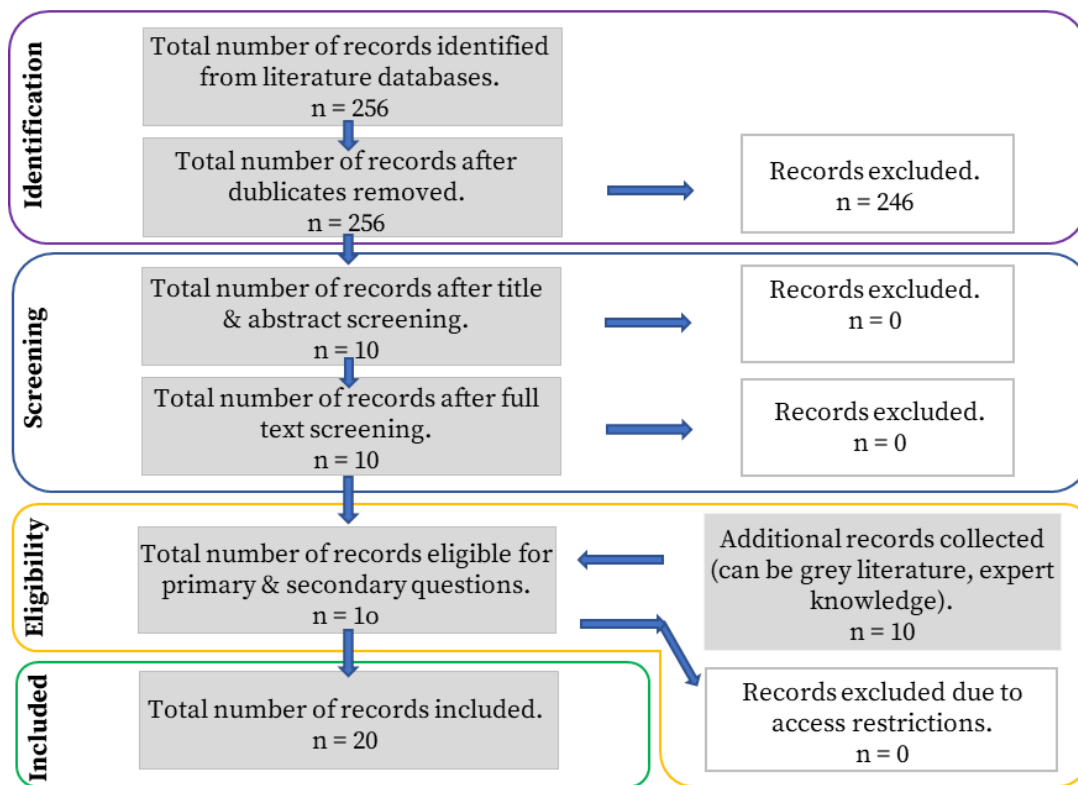 Identification
Total number of records identified
from literature databases.
n = 256
Total number of records after
dublicates removed.
n = 256
Records excluded.
n = 246
Screening
Total number of records after title
& abstract screening.
n = 10
Records excluded.
n = 0
Total number of records after full
text screening.
n = 10
Records excluded.
n = 0
Eligibility
Total number of records eligible for
primary & secondary questions.
n = 1o
Additional records collected
(can be grey literature, expert
knowledge).
n = 10
Records excluded due to
access restrictions.
n = 0
Included
Total number of records included.
n = 20